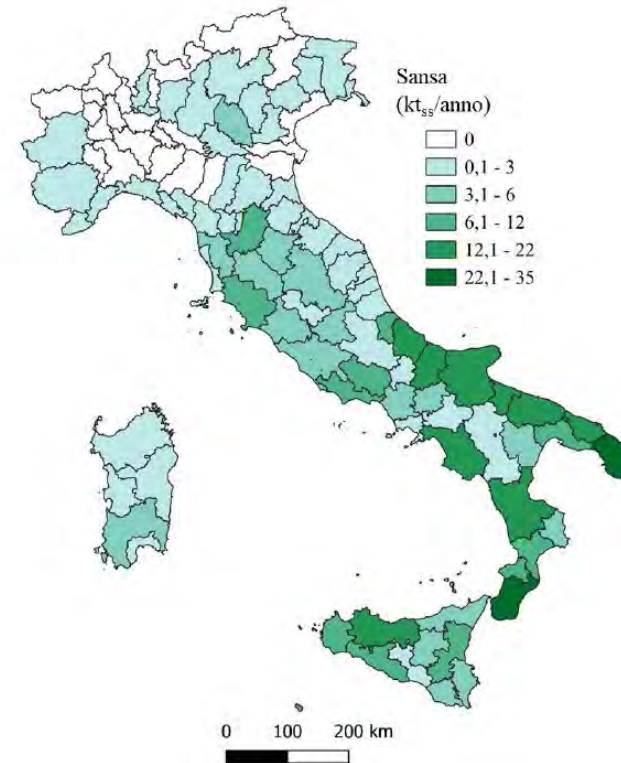 Sansa
(kt_ss/anno)
0
0,1 - 3
3,1 - 6
6,1 - 12
12,1 - 22
22,1 - 35
0 100 200 km